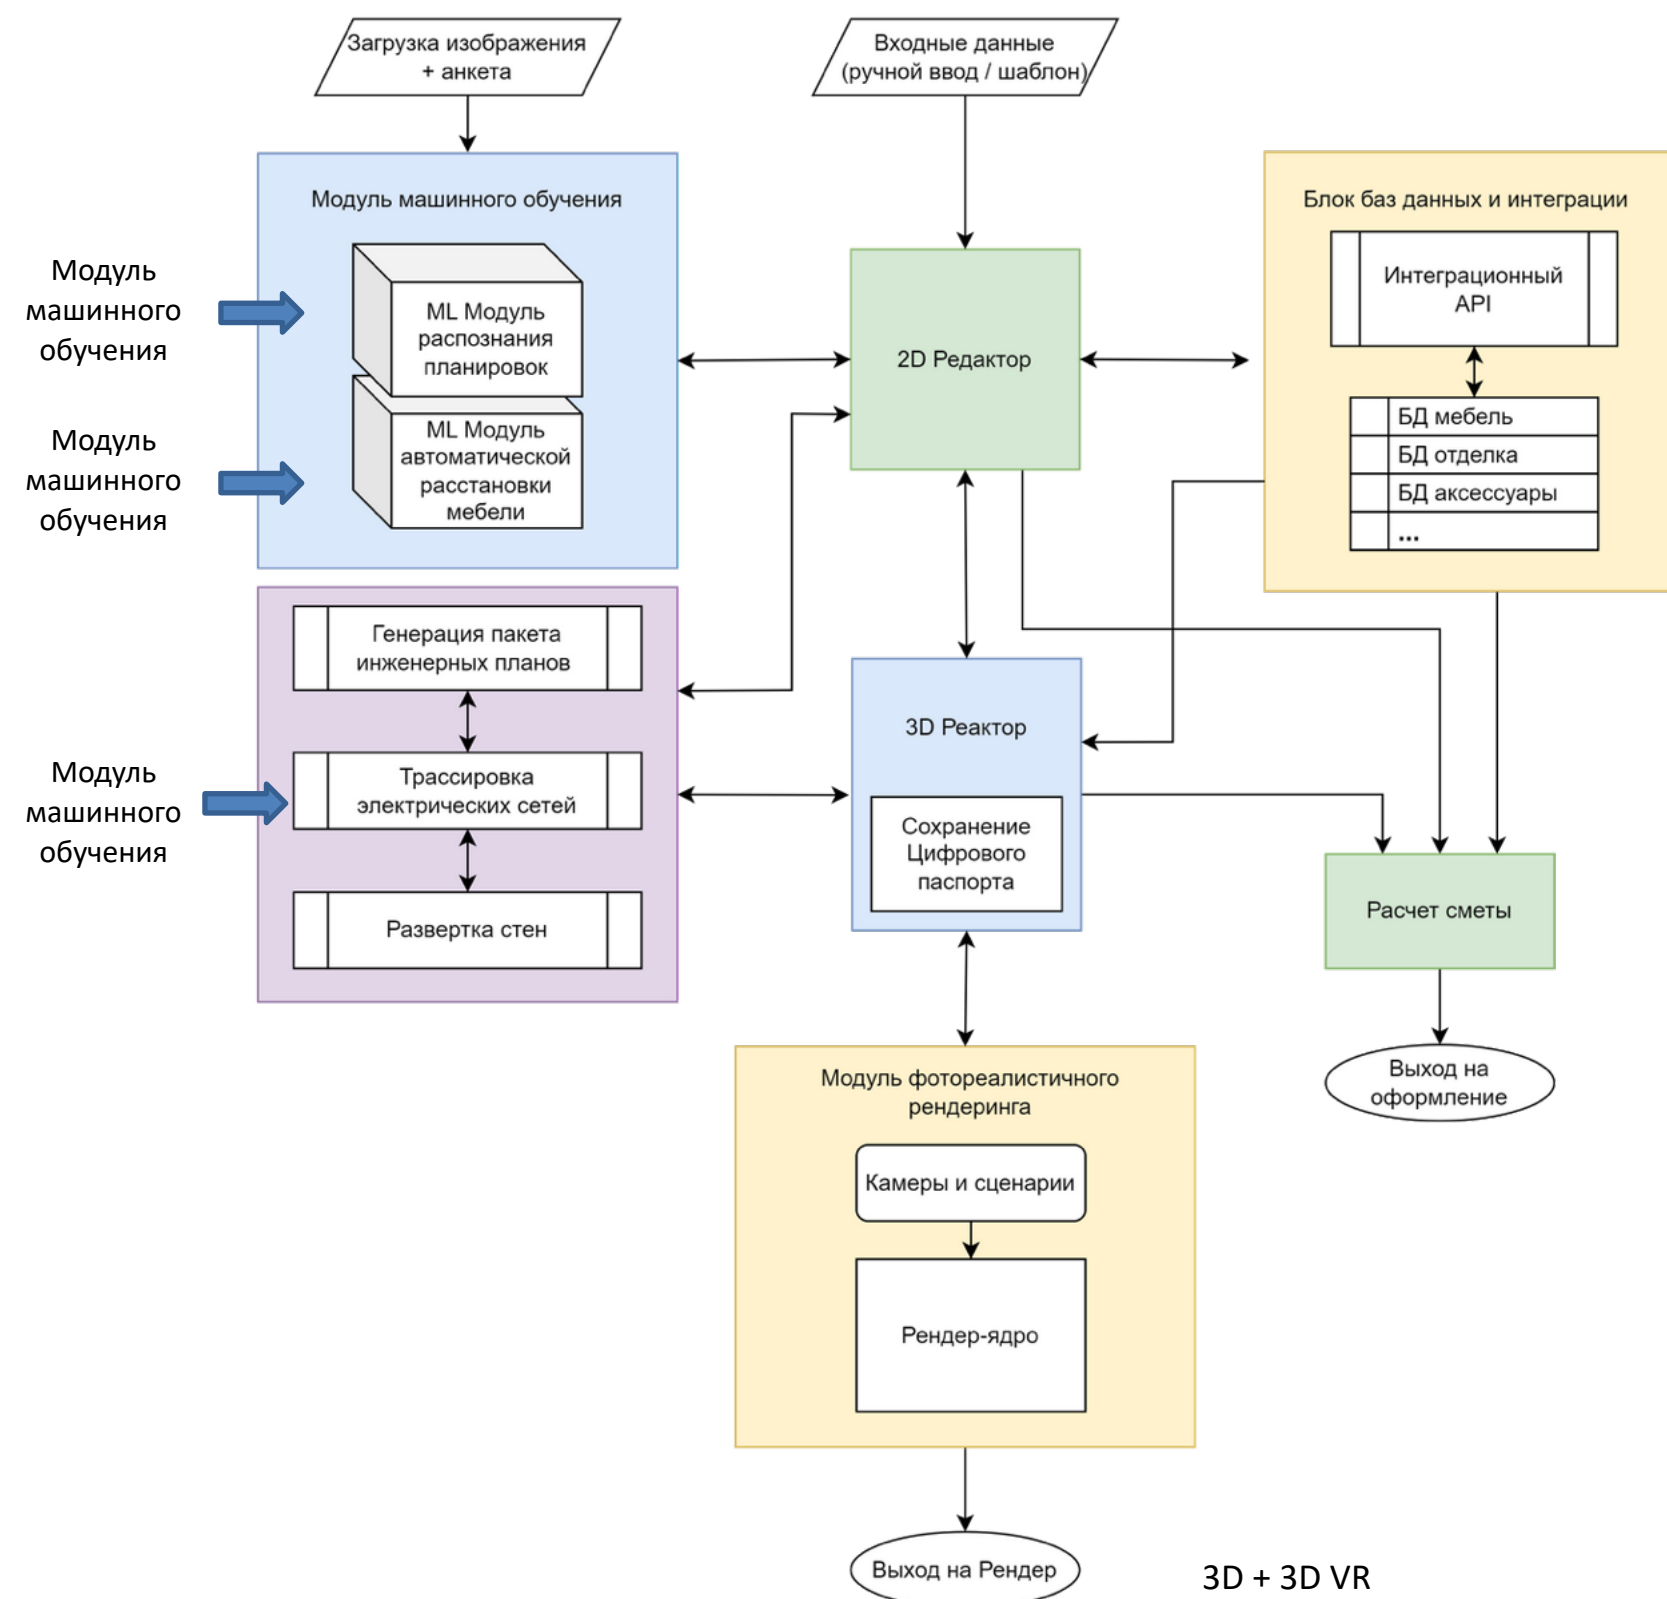 Загрузка изображения
+ анкета
Входные данные
(ручной ввод / шаблон)
Модуль машинного обучения
Модуль
машинного
обучения
ML Модуль
распознания
планировок
Модуль
машинного
обучения
ML Модуль
автоматической
расстановки
мебели
2D Редактор
Блок баз данных и интеграции
Интеграционный
API
БД мебель
БД отделка
БД аксессуары
...
Генерация пакета
инженерных планов
Модуль
машинного
обучения
Трассировка
электрических сетей
Развертка стен
3D Реактор
Сохранение
Цифрового
паспорта
Расчет сметы
Выход на
оформление
Модуль фотореалистичного
рендеринга
Камеры и сценарии
Рендер-ядро
Выход на Рендер
3D + 3D VR